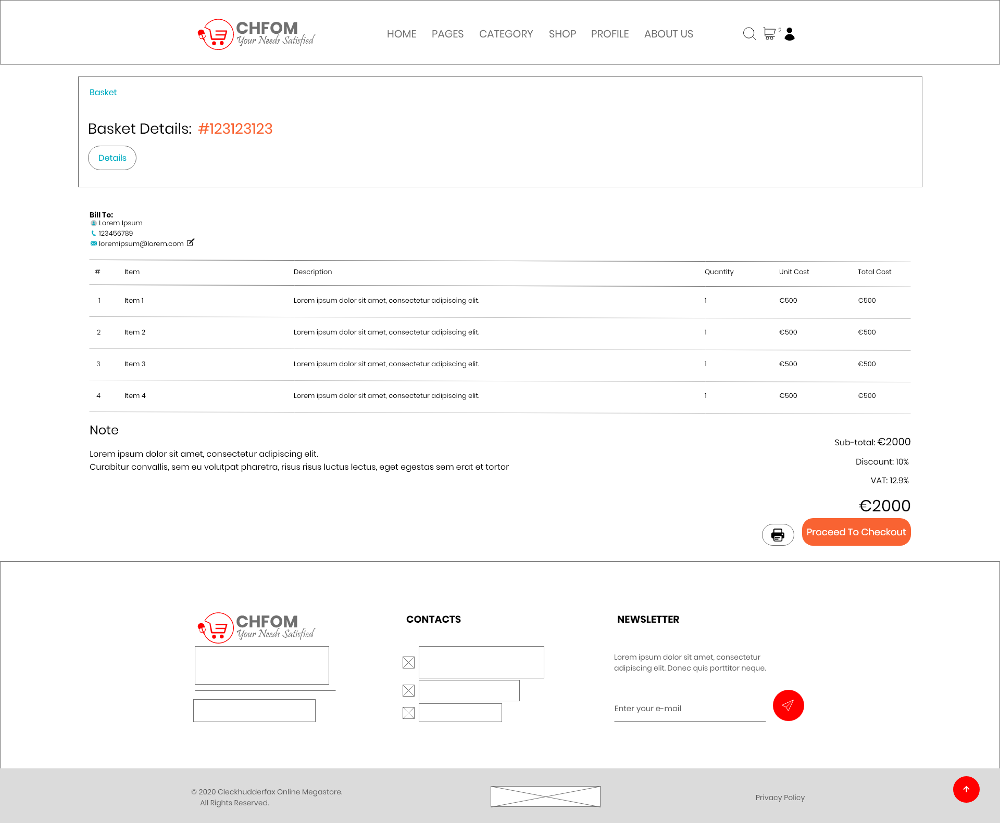 CHFOM
Your Needs Satisfied
HOME PAGES CATEGORY SHOP PROFILE ABOUT US
2
Basket
Basket Details: #123123123
Details
Bill To:
Lorem Ipsum
123456789
loremipsum@lorem.com
# Item Description Quantity Unit Cost Total Cost
1 Item 1 Lorem ipsum dolor sit amet, consectetur adipiscing elit. 1 €500 €500
2 Item 2 Lorem ipsum dolor sit amet, consectetur adipiscing elit. 1 €500 €500
3 Item 3 Lorem ipsum dolor sit amet, consectetur adipiscing elit. 1 €500 €500
4 Item 4 Lorem ipsum dolor sit amet, consectetur adipiscing elit. 1 €500 €500
Note
Lorem ipsum dolor sit amet, consectetur adipiscing elit.
Curabitur convallis, sem eu volutpat pharetra, risus risus luctus lectus, eget egestas sem erat et tortor
Sub-total: €2000
Discount: 10%
VAT: 12.9%
€2000
Proceed To Checkout
CHFOM
Your Needs Satisfied
CONTACTS
NEWSLETTER
Lorem ipsum dolor sit amet, consectetur
adipiscing elit. Donec quis porttitor neque.
Enter your e-mail
© 2020 Cleckhudderfax Online Megastore.
All Rights Reserved.
Privacy Policy